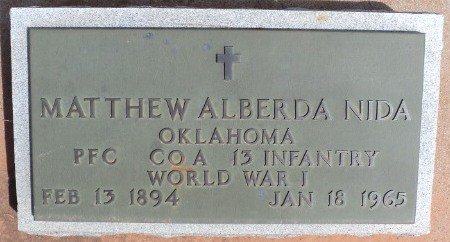 MATTHEW ALBERDA NIDA
OKLAHOMA
PFC CO A 13 INFANTRY
WORLD WAR I
FEB 13 1894 JAN 18 1965